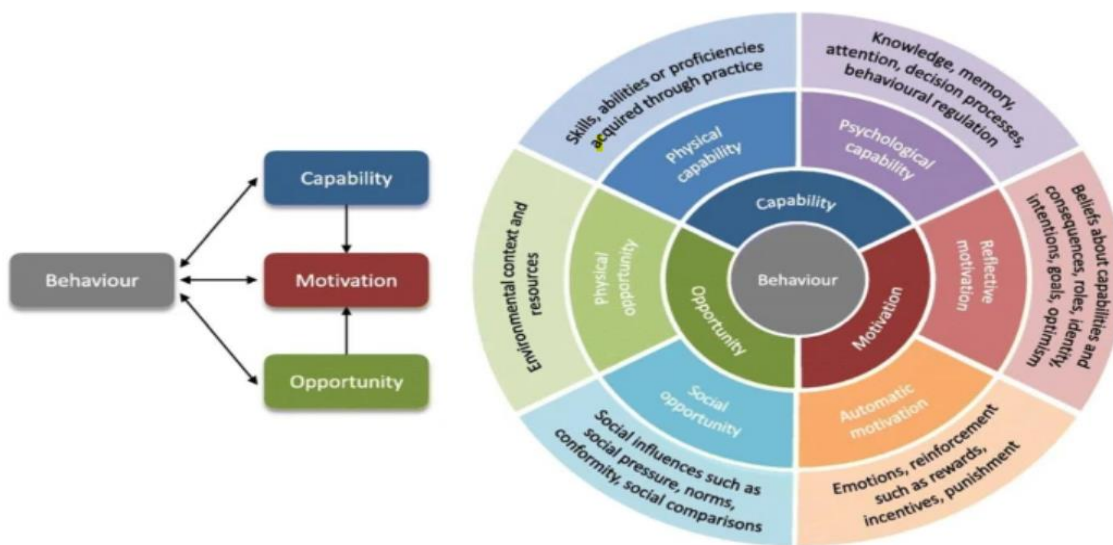 Capability
Behaviour
Motivation
Opportunity
Skills, abilities or proficiencies
acquired through practice
Knowledge, memory,
attention, decision processes,
behavioural regulation
Physical
capability
Psychological
capability
Capability
Environmental context and
resources
Physical
opportunity
Opportunity
Behaviour
Motivation
Reflective
motivation
Beliefs about capabilities and
consequences, roles, identity,
intentions, goals, optimism
Social
opportunity
Automatic
motivation
Social influences such as
social pressure, norms,
conformity, social comparisons
Emotions, reinforcement
such as rewards,
incentives, punishment